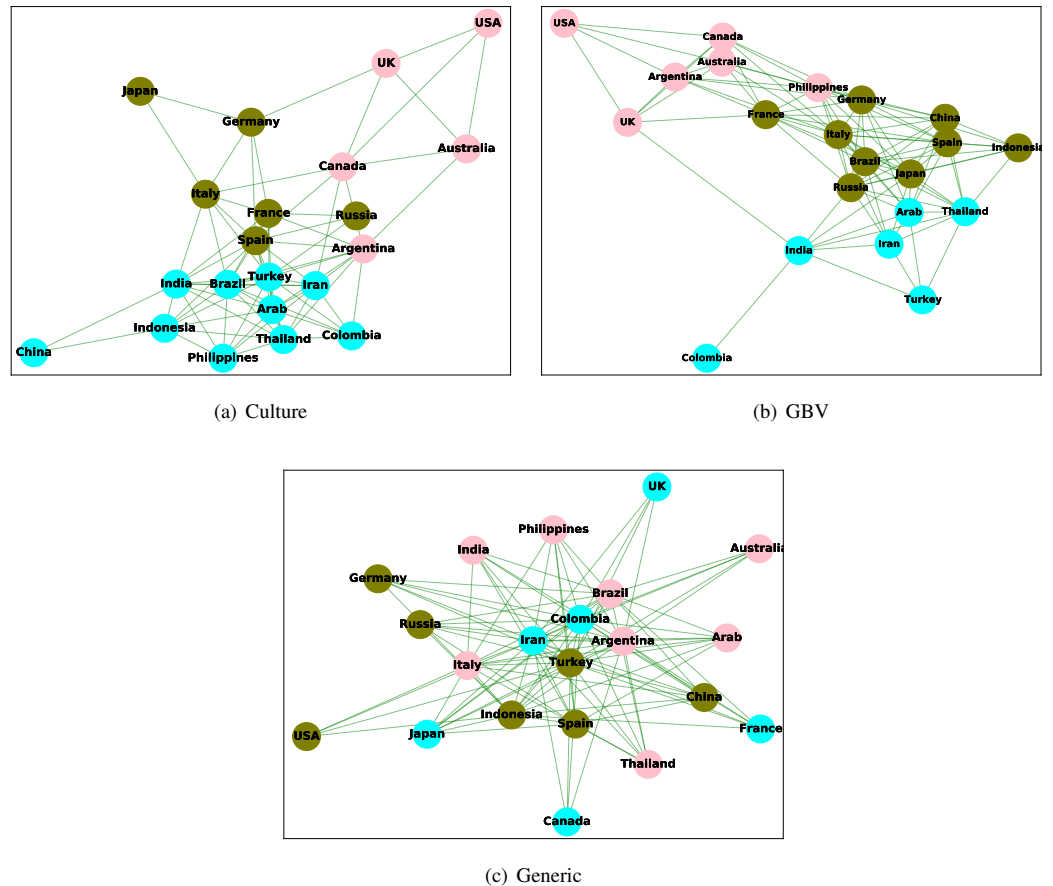 USA
UK
Japan
Germany
Australia
Canada
Italy
France
Russia
Spain
Argentina
Turkey
India
Brazil
Iran
Arab
Indonesia
Colombia
Thailand
China
Philippines
(a) Culture
USA
Canada
Australia
Argentina
Philippines
Germany
France
China
UK
Italy
Spain
Indonesia
Brazil
Japan
Russia
Arab
Thailand
Iran
India
Turkey
Colombia
(b) GBV
UK
Philippines
India
Australia
Germany
Brazil
Colombia
Russia
Iran
Argentina
Arab
Italy
Turkey
China
Indonesia
Spain
France
USA
Japan
Thailand
Canada
(c) Generic